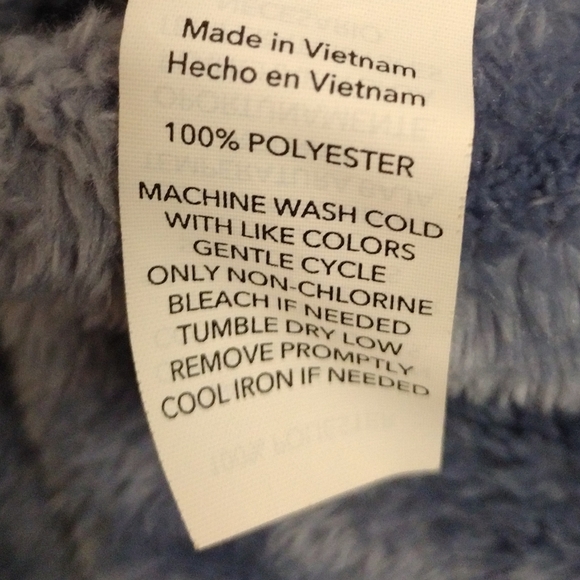 Made in Vietnam
Hecho en Vietnam
100% POLYESTER
MACHINE WASH COLD
WITH LIKE COLORS
GENTLE CYCLE
ONLY NON-CHLORINE
BLEACH IF NEEDED
TUMBLE DRY LOW
REMOVE PROMPTLY
COOL IRON IF NEEDED